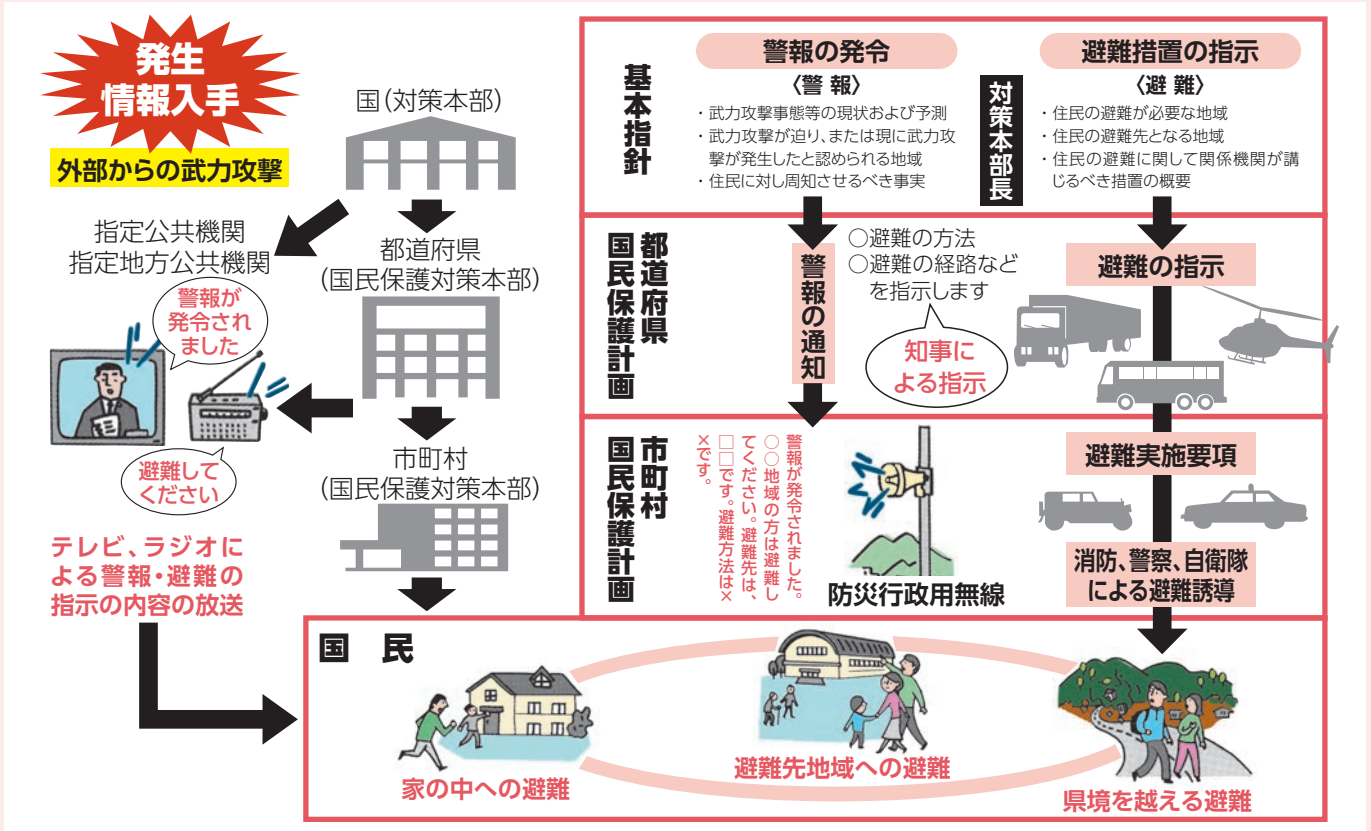 発生
情報入手
外部からの武力攻撃
国(対策本部)
指定公共機関
指定地方公共機関
警報が
発令され
ました
避難して
ください
テレビ、ラジオに
よる警報・避難の
指示の内容の放送
都道府県
(国民保護対策本部)
市町村
(国民保護対策本部)
基本指針
警報の発令
〈警 報〉
・武力攻撃事態等の現状および予測
・武力攻撃が迫り、または現に武力攻
撃が発生したと認められる地域
・住民に対し周知させるべき事実
対策本部長
避難措置の指示
〈避 難〉
・住民の避難が必要な地域
・住民の避難先となる地域
・住民の避難に関して関係機関が講
じるべき措置の概要
都道府県
国民保護計画
警報の通知
○避難の方法
○避難の経路など
を指示します
知事に
よる指示
避難の指示
市町村
国民保護計画
警報が発令されました。
○○地域の方は避難し
てください。避難先は、
□□です。避難方法は×
×です。
防災行政用無線
避難実施要項
消防、警察、自衛隊
による避難誘導
国 民
家の中への避難
避難先地域への避難
県境を越える避難